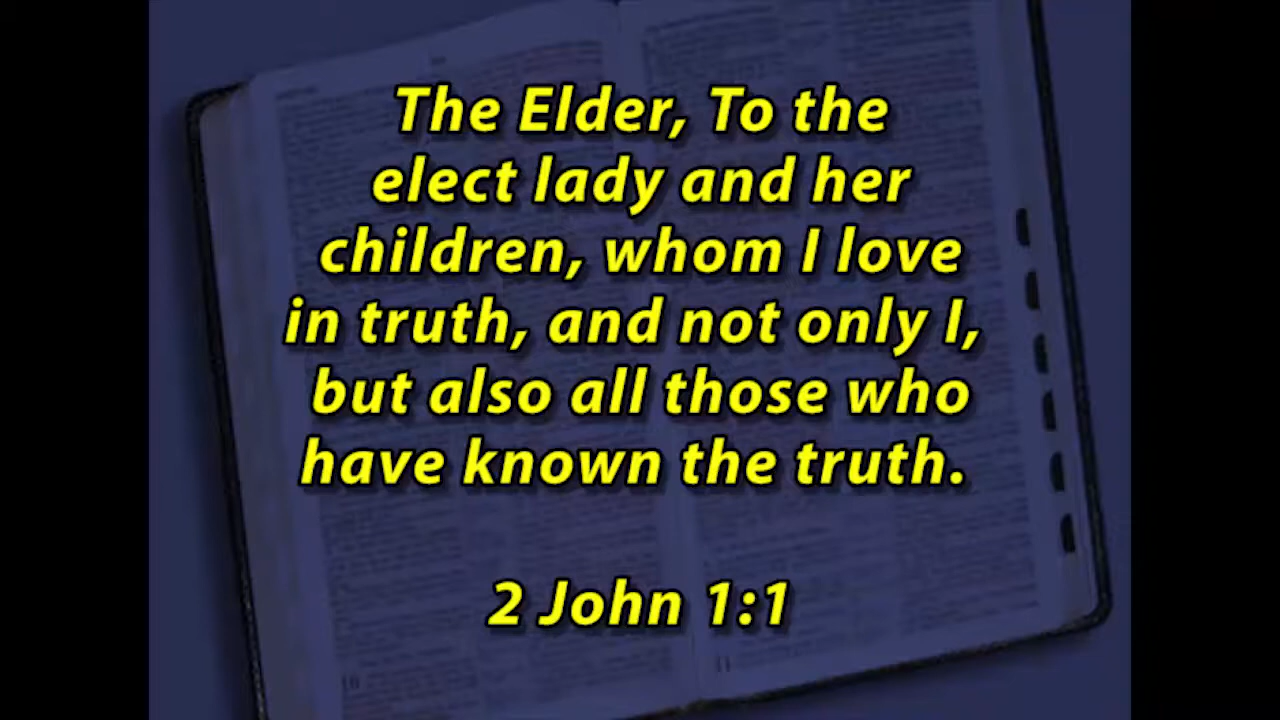 The Elder, To the
elect lady and her
children, whom I love
in truth, and not only I,
but also all those who
have known the truth.
2 John 1:1